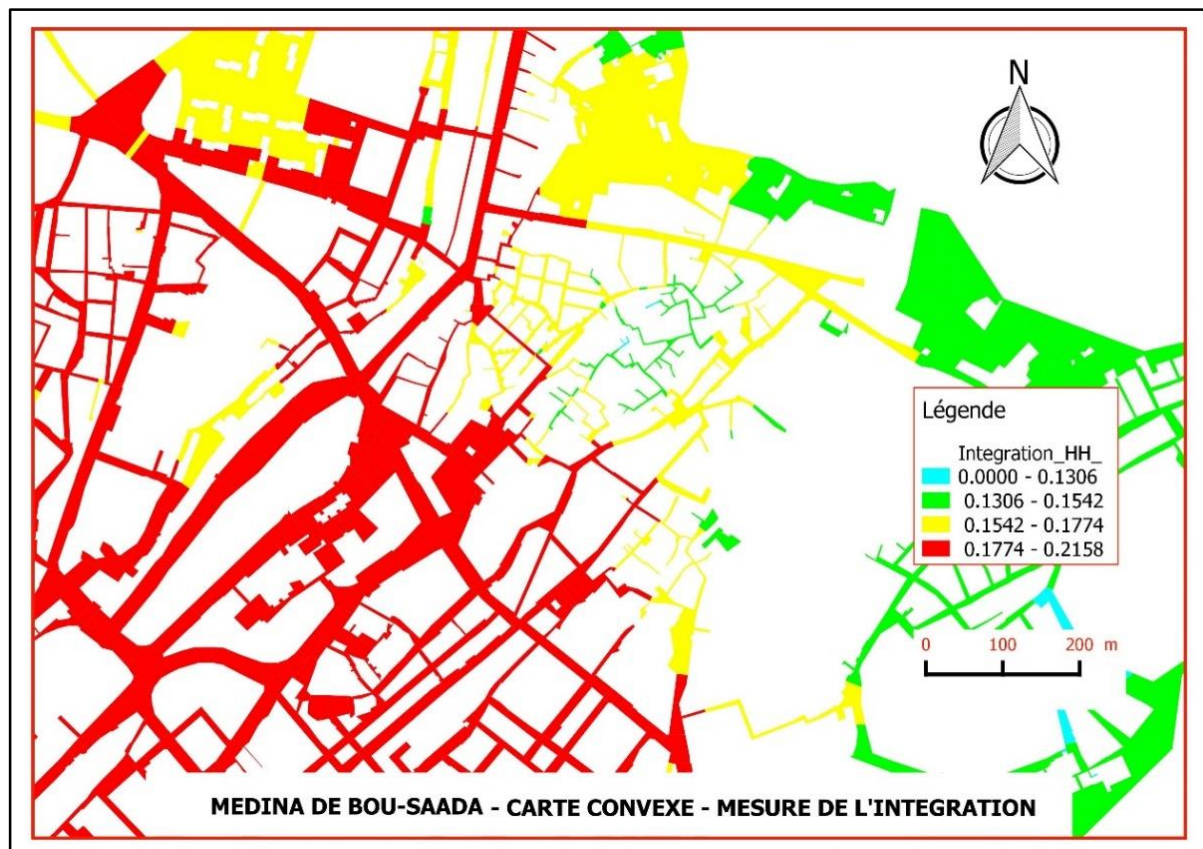 N
Légende
Integration_HH_
0.0000 - 0.1306
0.1306 - 0.1542
0.1542 - 0.1774
0.1774 - 0.2158
0 100 200 m
MEDINA DE BOU-SAADA - CARTE CONVEXE - MESURE DE L'INTEGRATION